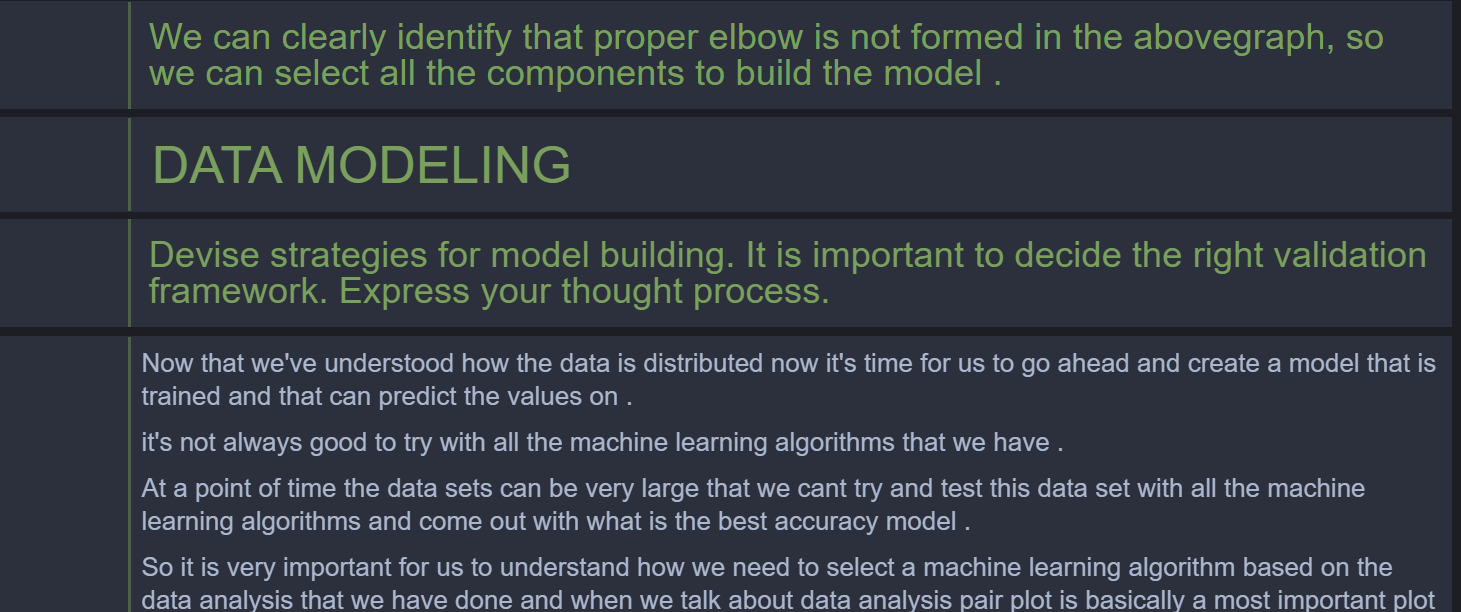 We can clearly identify that proper elbow is not formed in the abovegraph, so
we can select all the components to build the model .
DATA MODELING
Devise strategies for model building. It is important to decide the right validation
framework. Express your thought process.
Now that we've understood how the data is distributed now it's time for us to go ahead and create a model that is
trained and that can predict the values on .
it's not always good to try with all the machine learning algorithms that we have .
At a point of time the data sets can be very large that we cant try and test this data set with all the machine
learning algorithms and come out with what is the best accuracy model .
So it is very important for us to understand how we need to select a machine learning algorithm based on the
data analysis that we have done and when we talk about data analysis pair plot is basically a most important plot